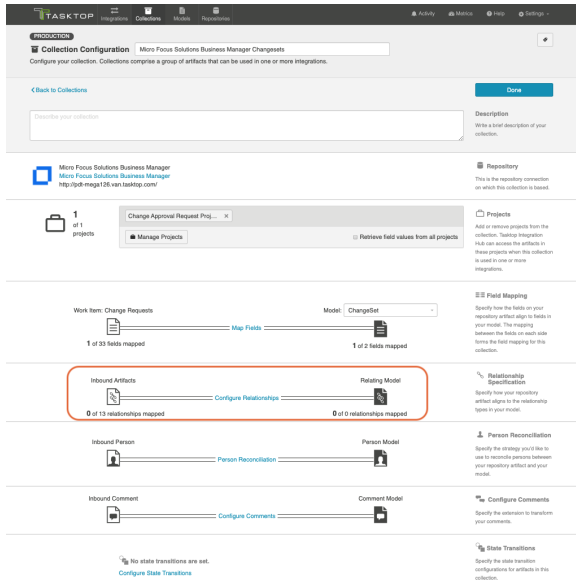 TASKTOP
Integrations
Collections
Models
Repositories
Activity
Metrics
Help
Settings
PRODUCTION
Collection Configuration
Micro Focus Solutions Business Manager Changesets
Configure your collection. Collections comprise a group of artifacts that can be used in one or more integrations.
Back to Collections
Done
Describe your collection
Description
Write a brief description of your
collection.
Micro Focus Solutions Business Manager
Micro Focus Solutions Business Manager
http://pdt-mega126.van.tasktop.com/
Repository
This is the repository connection
on which this collection is based.
1
of 1
projects
Change Approval Request Proj... ×
Manage Projects
Retrieve field values from all projects
Projects
Add or remove projects from the
collection. Tasktop Integration
Hub can access the artifacts in
these projects when this collection
is used in one or more
integrations.
Work Item: Change Requests
Model: ChangeSet
Map Fields
1 of 33 fields mapped
1 of 2 fields mapped
Field Mapping
Specify how the fields on your
repository artifact align to fields in
your model. The mapping
between the fields on each side
forms the field mapping for this
collection.
Inbound Artifacts
Relating Model
Configure Relationships
0 of 13 relationships mapped
0 of 0 relationships mapped
Relationship
Specification
Specify how your repository
artifact aligns to the relationship
types in your model.
Inbound Person
Person Model
Person Reconciliation
Person Reconciliation
Specify the strategy you'd like to
use to reconcile persons between
your repository artifact and your
model.
Inbound Comment
Comment Model
Configure Comments
Configure Comments
Specify the extension to transform
your comments.
No state transitions are set.
Configure State Transitions
State Transitions
Specify the state transition
configurations for artifacts in this
collection.